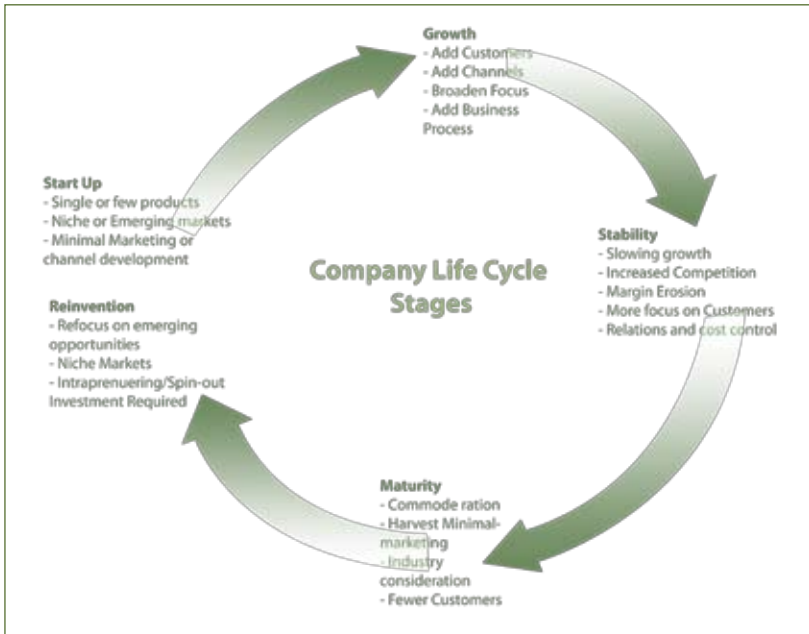 Growth
- Add Customers
- Add Channels
- Broaden Focus
- Add Business
Process
Start Up
- Single or few products
- Niche or Emerging markets
- Minimal Marketing or
channel development
Stability
- Slowing growth
- Increased Competition
- Margin Erosion
- More focus on Customers
- Relations and cost control
Company Life Cycle
Stages
Reinvention
- Refocus on emerging
opportunities
- Niche Markets
- Intraprenuering/Spin-out
Investment Required
Maturity
- Commode ration
- Harvest Minimal-
marketing
- Industry
consideration
- Fewer Customers